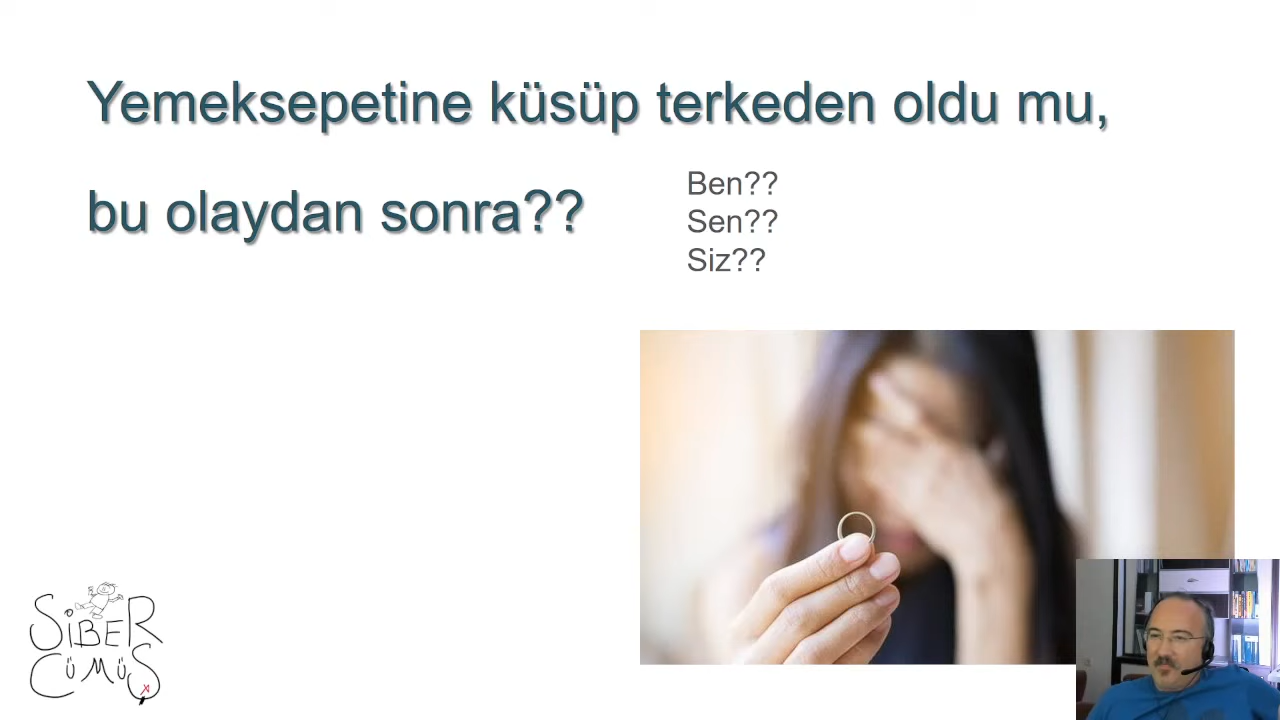 Yemeksepetine küsüp terkeden oldu mu,
bu olaydan sonra??
Ben??
Sen??
Siz??
SİBER
CÜMÜŞ